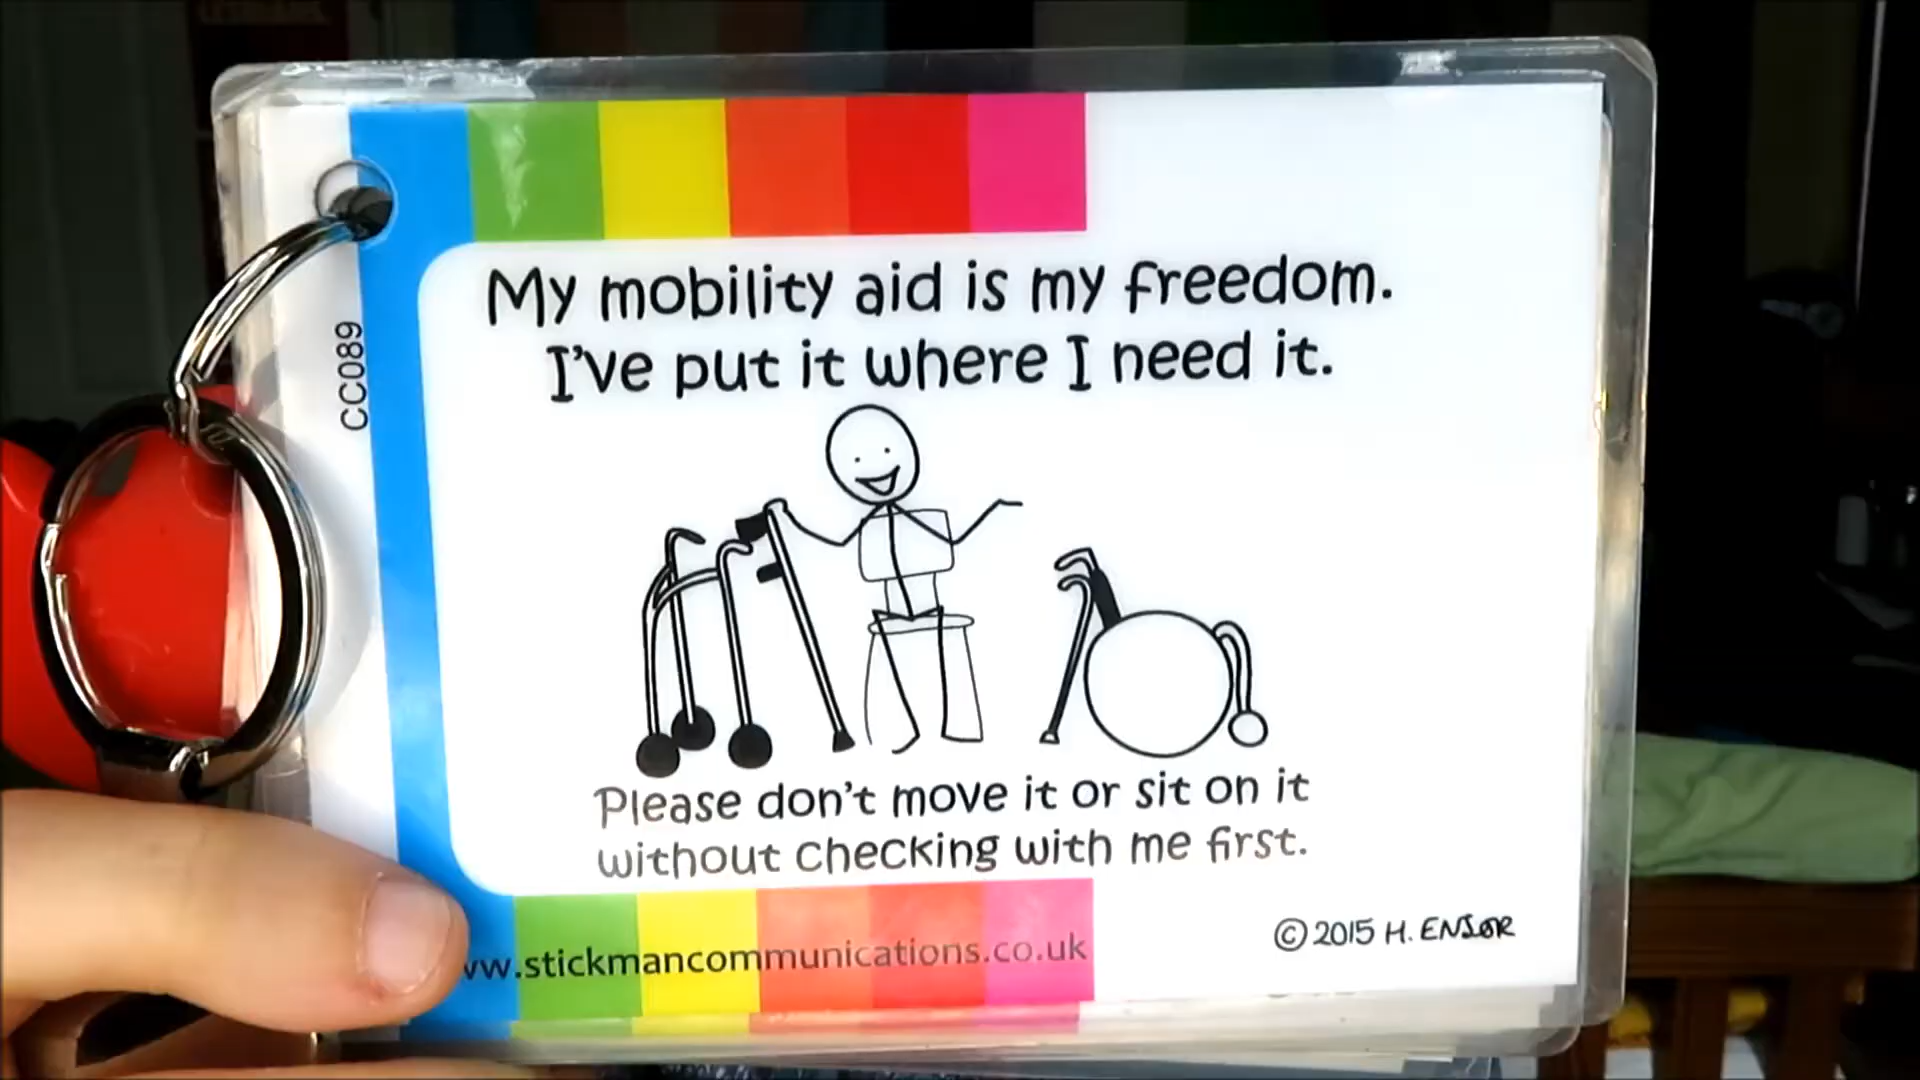 CC089
My mobility aid is my freedom.
I've put it where I need it.
Please don't move it or sit on it
without checking with me first.
© 2015 H. ENSOR
ww.stickmancommunications.co.uk